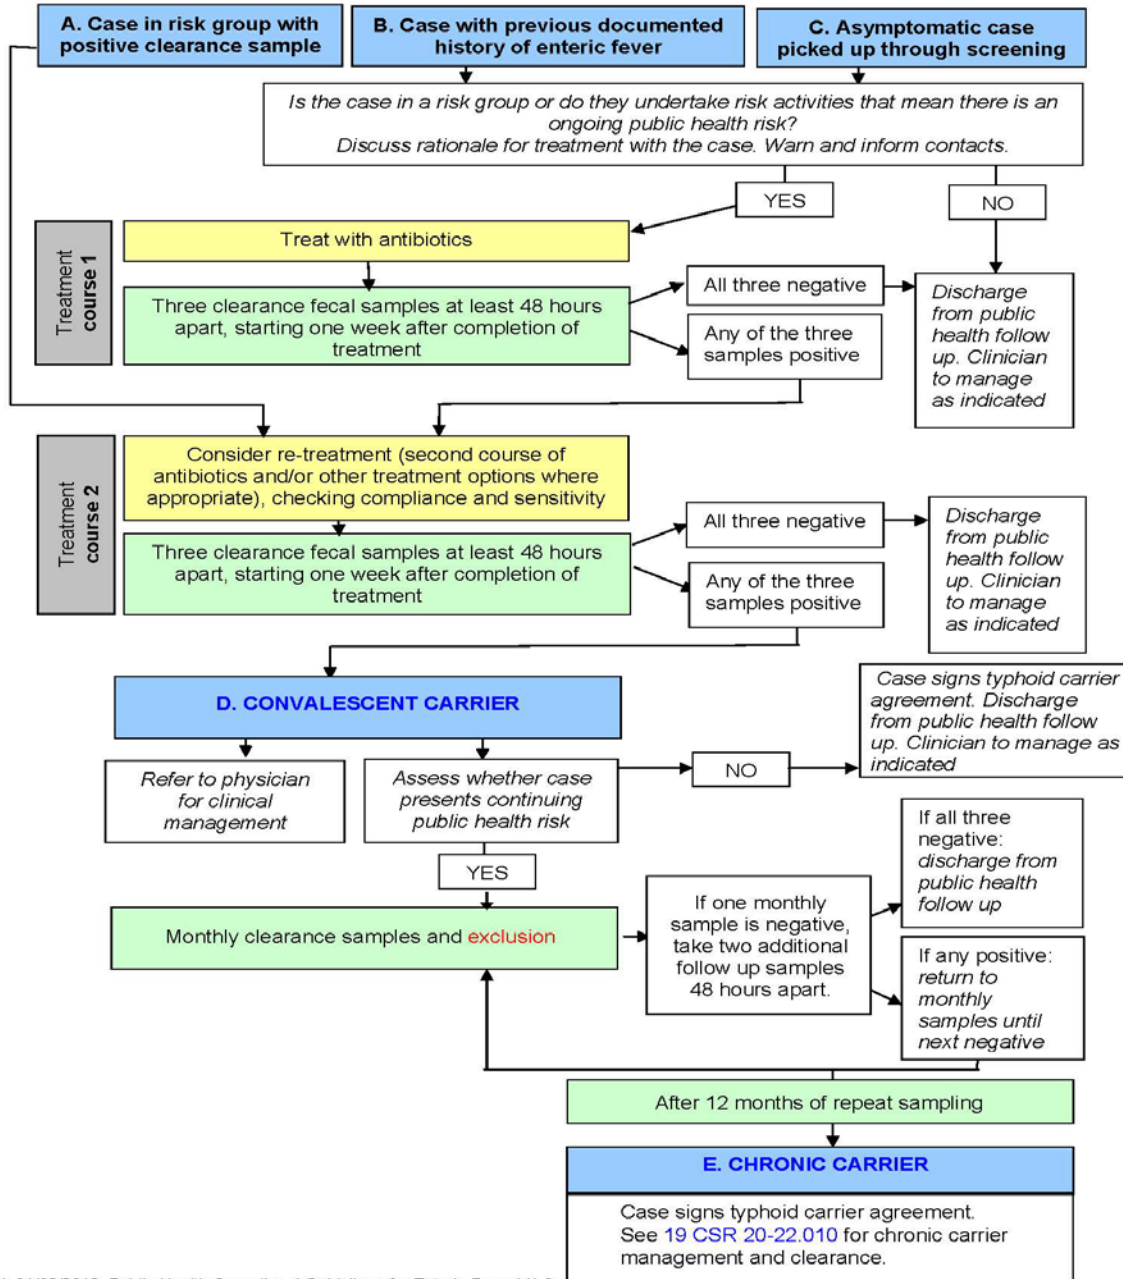 A. Case in risk group with
positive clearance sample
B. Case with previous documented
history of enteric fever
C. Asymptomatic case
picked up through screening
Is the case in a risk group or do they undertake risk activities that mean there is an
ongoing public health risk?
Discuss rationale for treatment with the case. Warn and inform contacts.
YES
NO
Treatment
course 1
Treat with antibiotics
Three clearance fecal samples at least 48 hours
apart, starting one week after completion of
treatment
All three negative
Any of the three
samples positive
Discharge
from public
health follow
up. Clinician
to manage
as indicated
Treatment
course 2
Consider re-treatment (second course of
antibiotics and/or other treatment options where
appropriate), checking compliance and sensitivity
Three clearance fecal samples at least 48 hours
apart, starting one week after completion of
treatment
All three negative
Any of the three
samples positive
Discharge
from public
health follow
up. Clinician
to manage
as indicated
D. CONVALESCENT CARRIER
Refer to physician
for clinical
management
Assess whether case
presents continuing
public health risk
NO
Case signs typhoid carrier
agreement. Discharge
from public health follow
up. Clinician to manage as
indicated
YES
Monthly clearance samples and exclusion
If one monthly
sample is negative,
take two additional
follow up samples
48 hours apart.
If all three
negative:
discharge from
public health
follow up
If any positive:
return to
monthly
samples until
next negative
After 12 months of repeat sampling
E. CHRONIC CARRIER
Case signs typhoid carrier agreement.
See 19 CSR 20-22.010 for chronic carrier
management and clearance.